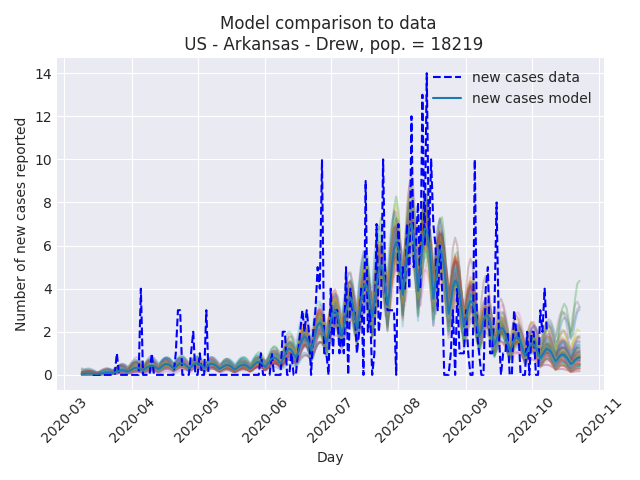 Model comparison to data
US - Arkansas - Drew, pop. = 18219
new cases data
new cases model
Number of new cases reported
14
12
10
8
6
4
2
0
2020-03
2020-04
2020-05
2020-06
2020-07
2020-08
2020-09
2020-10
2020-11
Day